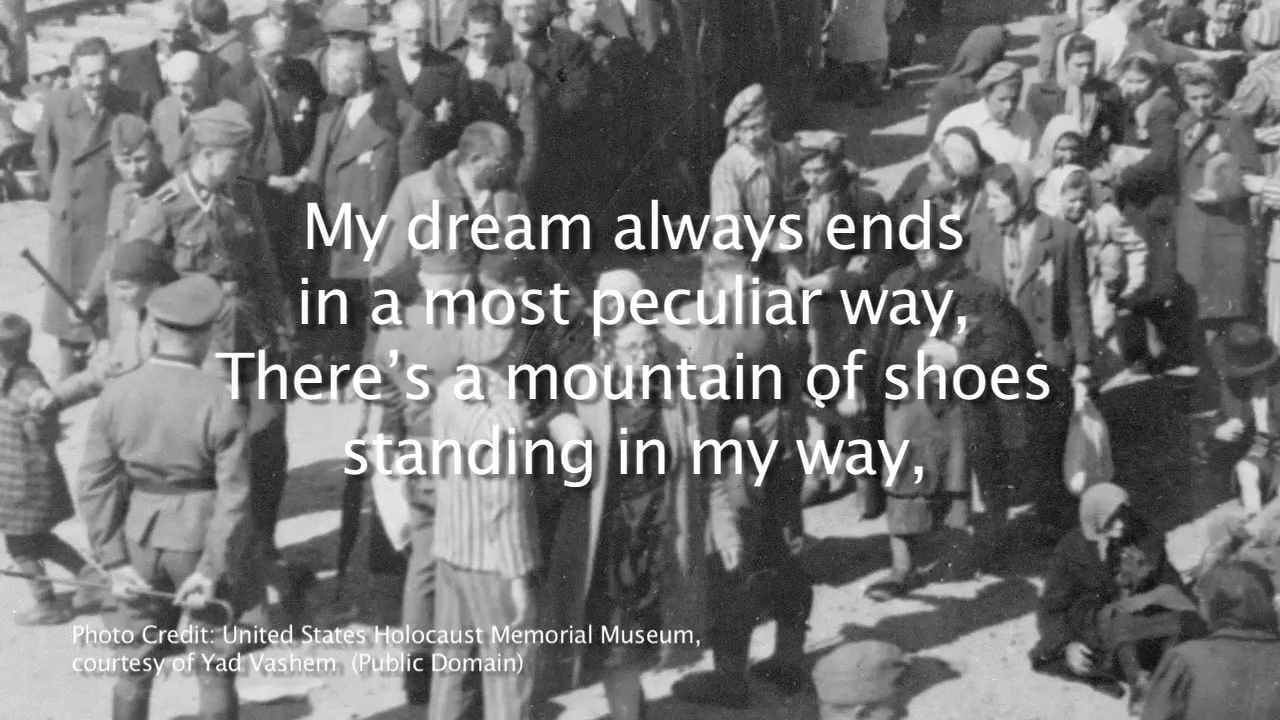 My dream always ends
in a most peculiar way,
There’s a mountain of shoes
standing in my way,
Photo Credit: United States Holocaust Memorial Museum,
courtesy of Yad Vashem (Public Domain)